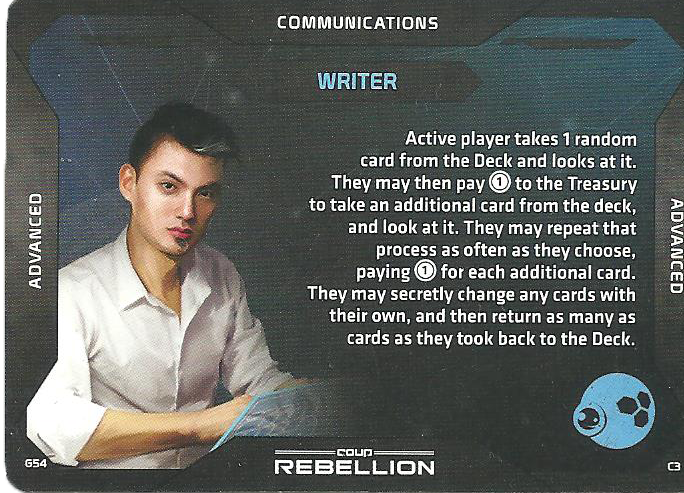 COMMUNICATIONS
WRITER
Active player takes 1 random
card from the Deck and looks at it.
They may then pay 1 to the Treasury
to take an additional card from the deck,
and look at it. They may repeat that
process as often as they choose,
paying 1 for each additional card.
They may secretly change any cards with
their own, and then return as many as
cards as they took back to the Deck.
ADVANCED
ADVANCED
G54
COUP
REBELLION
C3